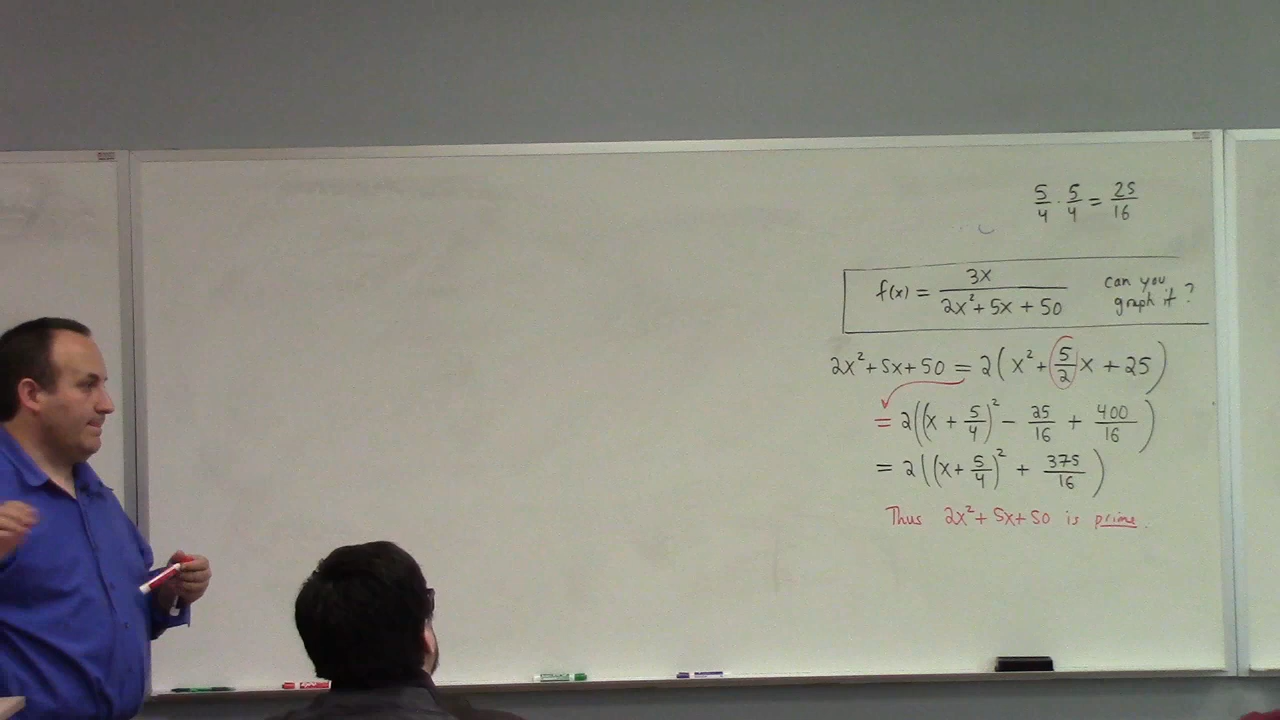 5/4 · 5/4 = 25/16
f(x) = 3x/(2x²+5x+50) can you
graph it?
2x²+5x+50 = 2(x²+5/2x+25)
= 2((x+5/4)²-25/16+400/16)
= 2((x+5/4)²+375/16)
Thus 2x²+5x+50 is prime.